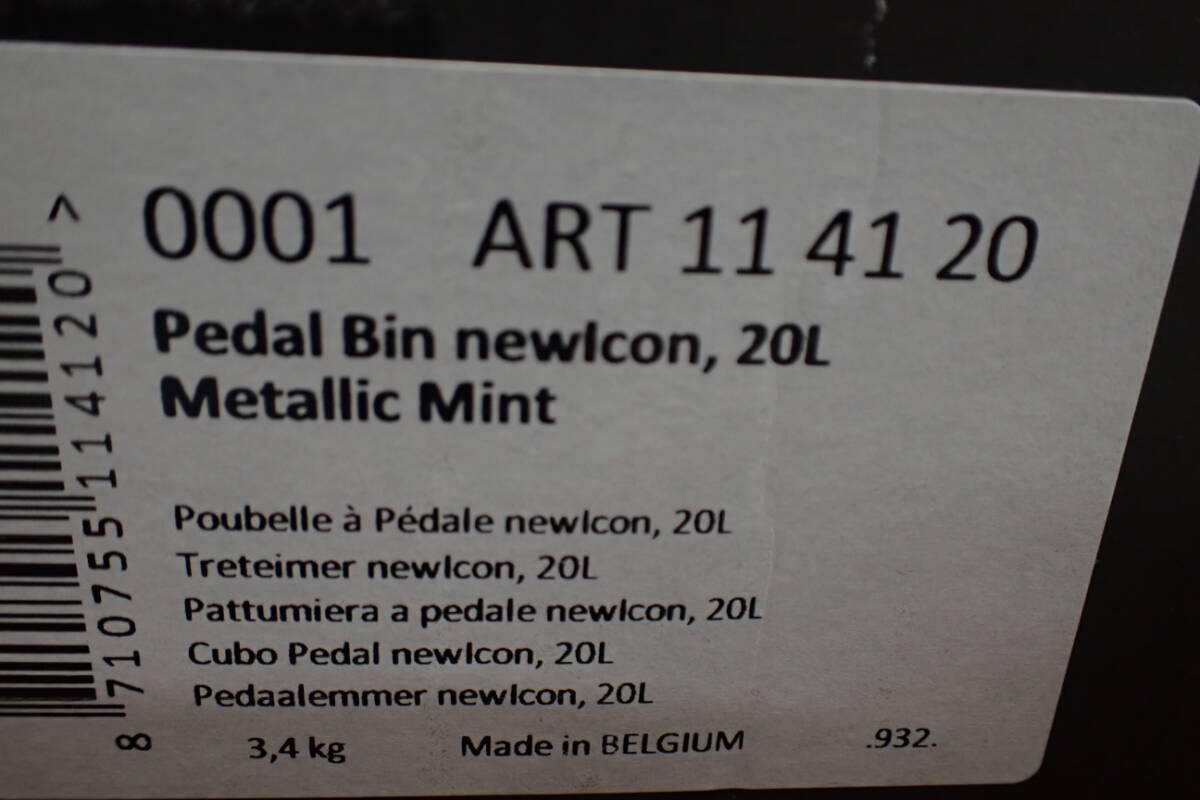 0001 ART 11 41 20
Pedal Bin newIcon, 20L
Metallic Mint
Poubelle à Pédale newIcon, 20L
Treteimer newIcon, 20L
Pattumiera a pedale newIcon, 20L
Cubo Pedal newIcon, 20L
Pedaalemmer newIcon, 20L
3,4 kg Made in BELGIUM .932.
8 710755 114120 >